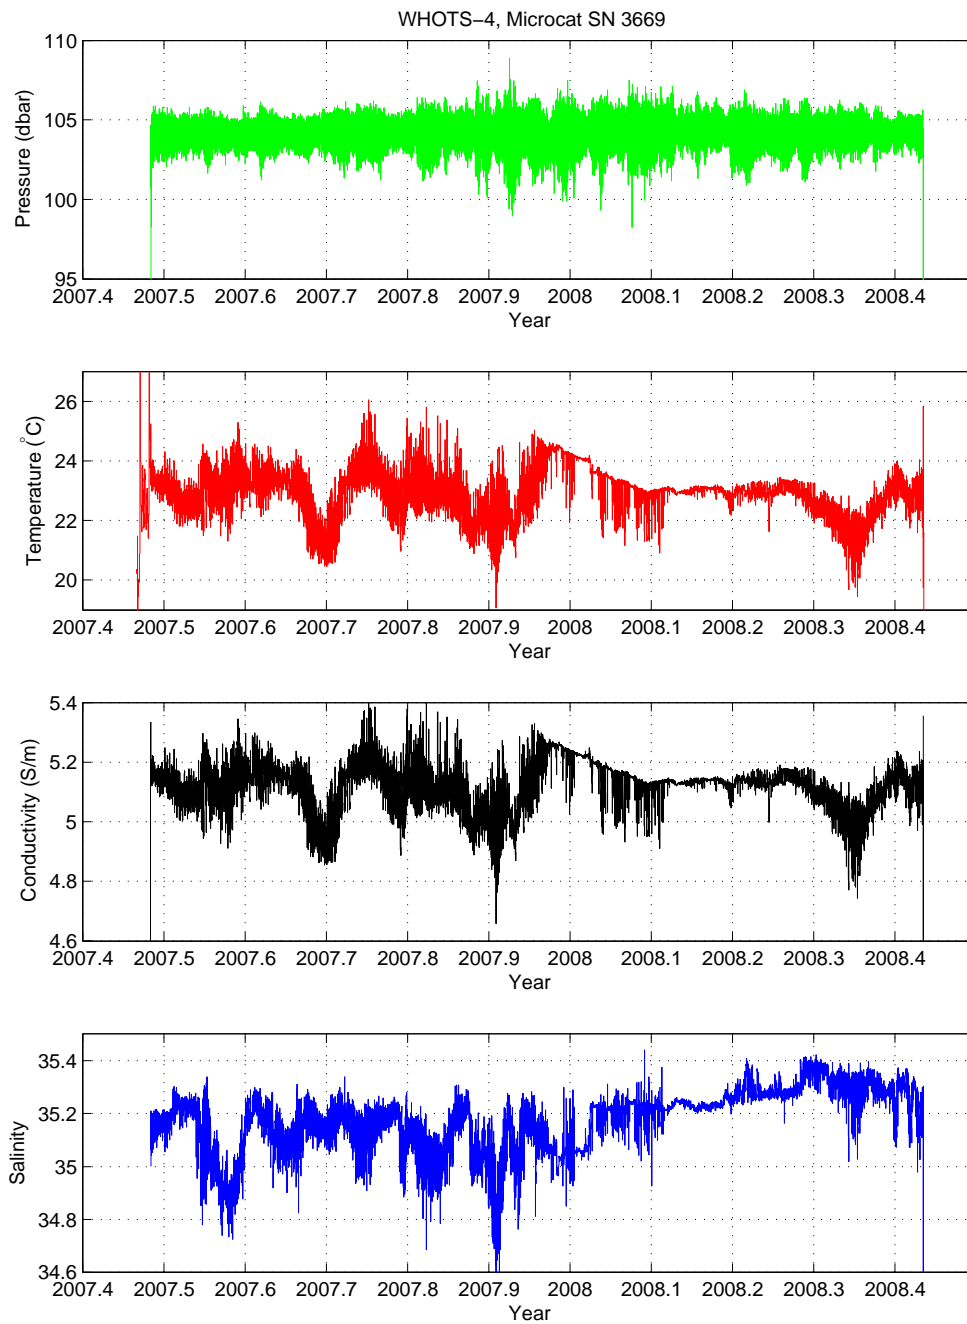 WHOTS−4, Microcat SN 3669
110
105
100
95
Pressure (dbar)
2007.4 2007.5 2007.6 2007.7 2007.8 2007.9 2008 2008.1 2008.2 2008.3 2008.4
Year
26
24
22
20
Temperature (°C)
2007.4 2007.5 2007.6 2007.7 2007.8 2007.9 2008 2008.1 2008.2 2008.3 2008.4
Year
5.4
5.2
5
4.8
4.6
Conductivity (S/m)
2007.4 2007.5 2007.6 2007.7 2007.8 2007.9 2008 2008.1 2008.2 2008.3 2008.4
Year
35.4
35.2
35
34.8
34.6
Salinity
2007.4 2007.5 2007.6 2007.7 2007.8 2007.9 2008 2008.1 2008.2 2008.3 2008.4
Year